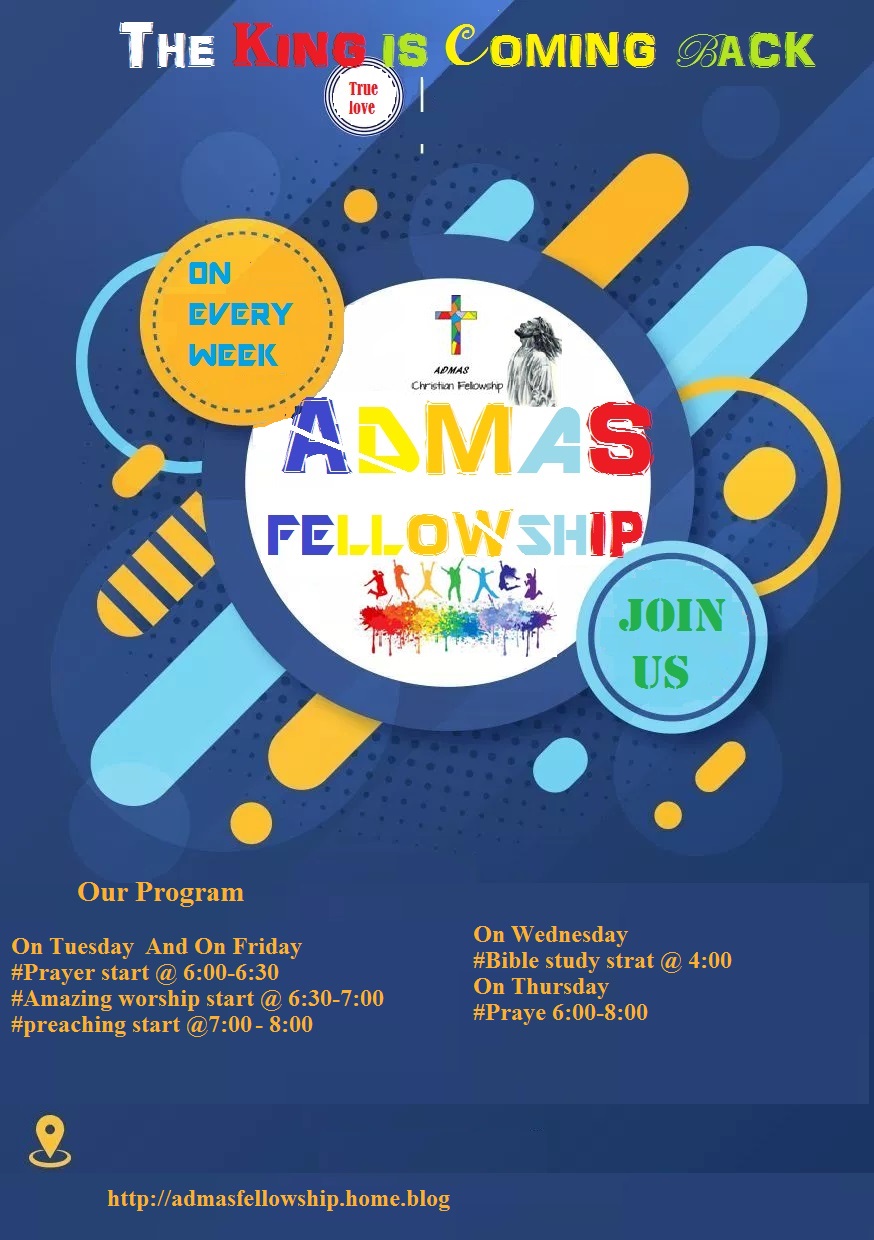 The King is Coming Back
True
love
ON
EVERY
WEEK
ADMAS
Christian Fellowship
ADMAS
FELLOWSHIP
JOIN
US
Our Program
On Tuesday And On Friday
#Prayer start @ 6:00-6:30
#Amazing worship start @ 6:30-7:00
#preaching start @7:00 - 8:00
On Wednesday
#Bible study strat @ 4:00
On Thursday
#Praye 6:00-8:00
http://admasfellowship.home.blog